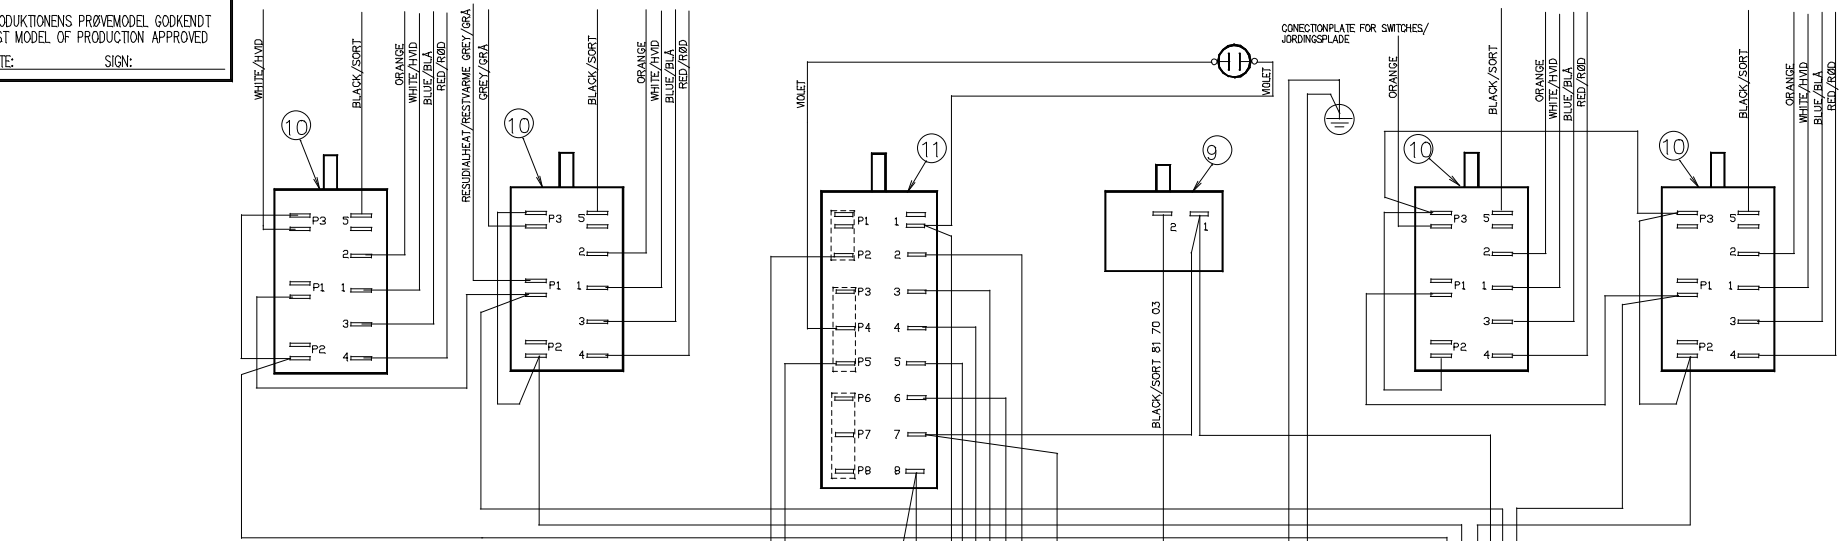 ODUKTIONENS PRØVEMODEL GODKENDT
ST MODEL OF PRODUCTION APPROVED
TE: SIGN:
WHITE/HVID
BLACK/SORT
ORANGE
WHITE/HVID
BLUE/BLÅ
RED/RØD
RESUDIALHEAT/RESTVARME GREY/GRÅ
GREY/GRÅ
BLACK/SORT
ORANGE
WHITE/HVID
BLUE/BLÅ
RED/RØD
VIOLET
VIOLET
CONECTIONPLATE FOR SWITCHES/
JORDINGSPLADE
ORANGE
BLACK/SORT
ORANGE
WHITE/HVID
BLUE/BLÅ
RED/RØD
BLACK/SORT
ORANGE
WHITE/HVID
BLUE/BLÅ
RED/RØD
10
P3 5
2
P1 1
3
P2 4
10
P3 5
2
P1 1
3
P2 4
11
P1 1
P2 2
P3 3
P4 4
P5 5
P6 6
P7 7
P8 8
9
2 1
BLACK/SORT 81 70 03
10
P3 5
2
P1 1
3
P2 4
10
P3 5
2
P1 1
3
P2 4